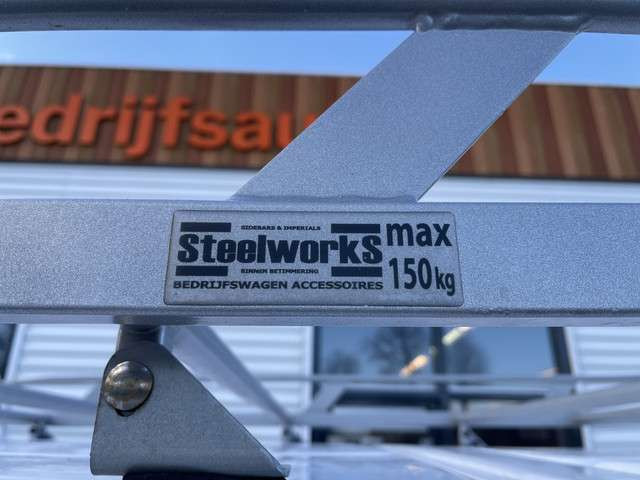 edrijfsau
SIDEBARS & IMPERIALS
SteelworkS
BINNEN BETIMMERING
BEDRIJFSWAGEN ACCESSOIRES
max
150kg